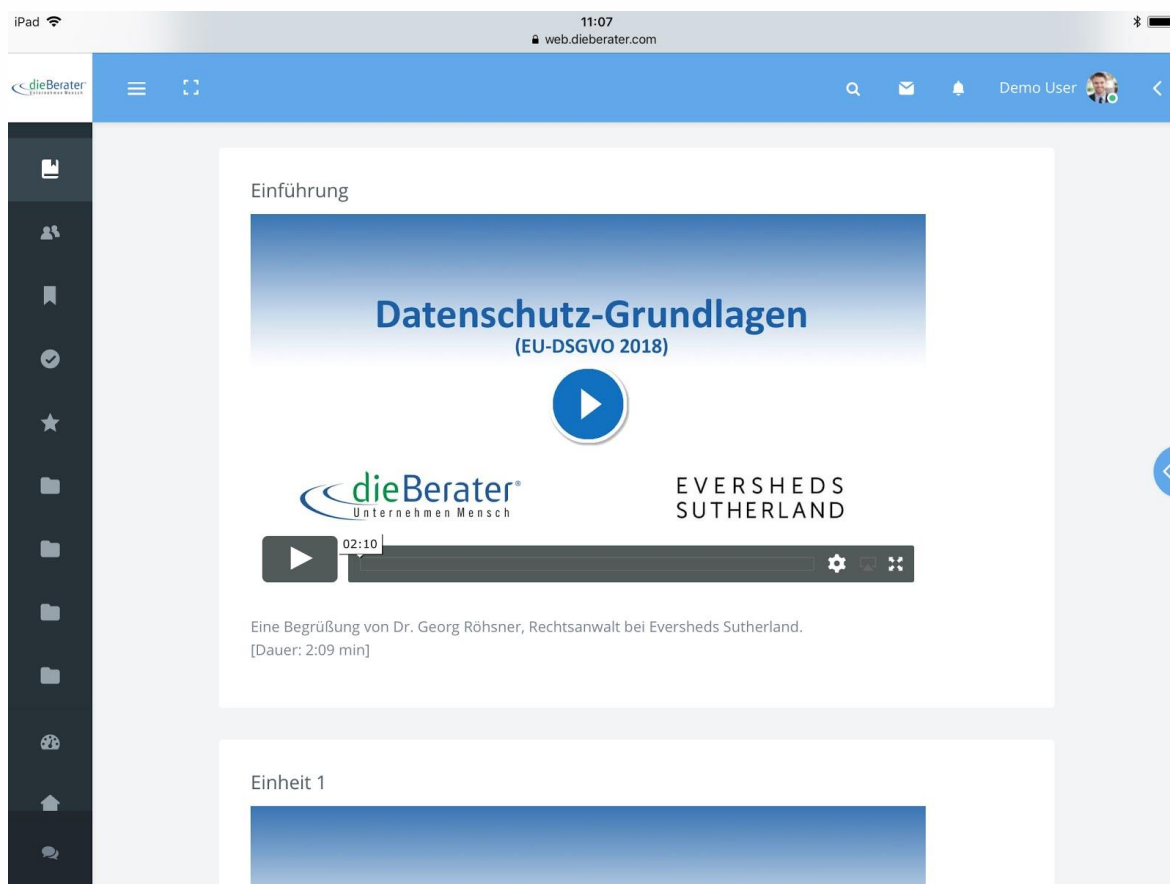 iPad
11:07
web.dieberater.com
dieBerater
Unternehmen Mensch
Demo User
Einführung
Datenschutz-Grundlagen
(EU-DSGVO 2018)
dieBerater®
Unternehmen Mensch
EVERSHEDS
SUTHERLAND
02:10
Eine Begrüßung von Dr. Georg Röhsner, Rechtsanwalt bei Eversheds Sutherland.
[Dauer: 2:09 min]
Einheit 1